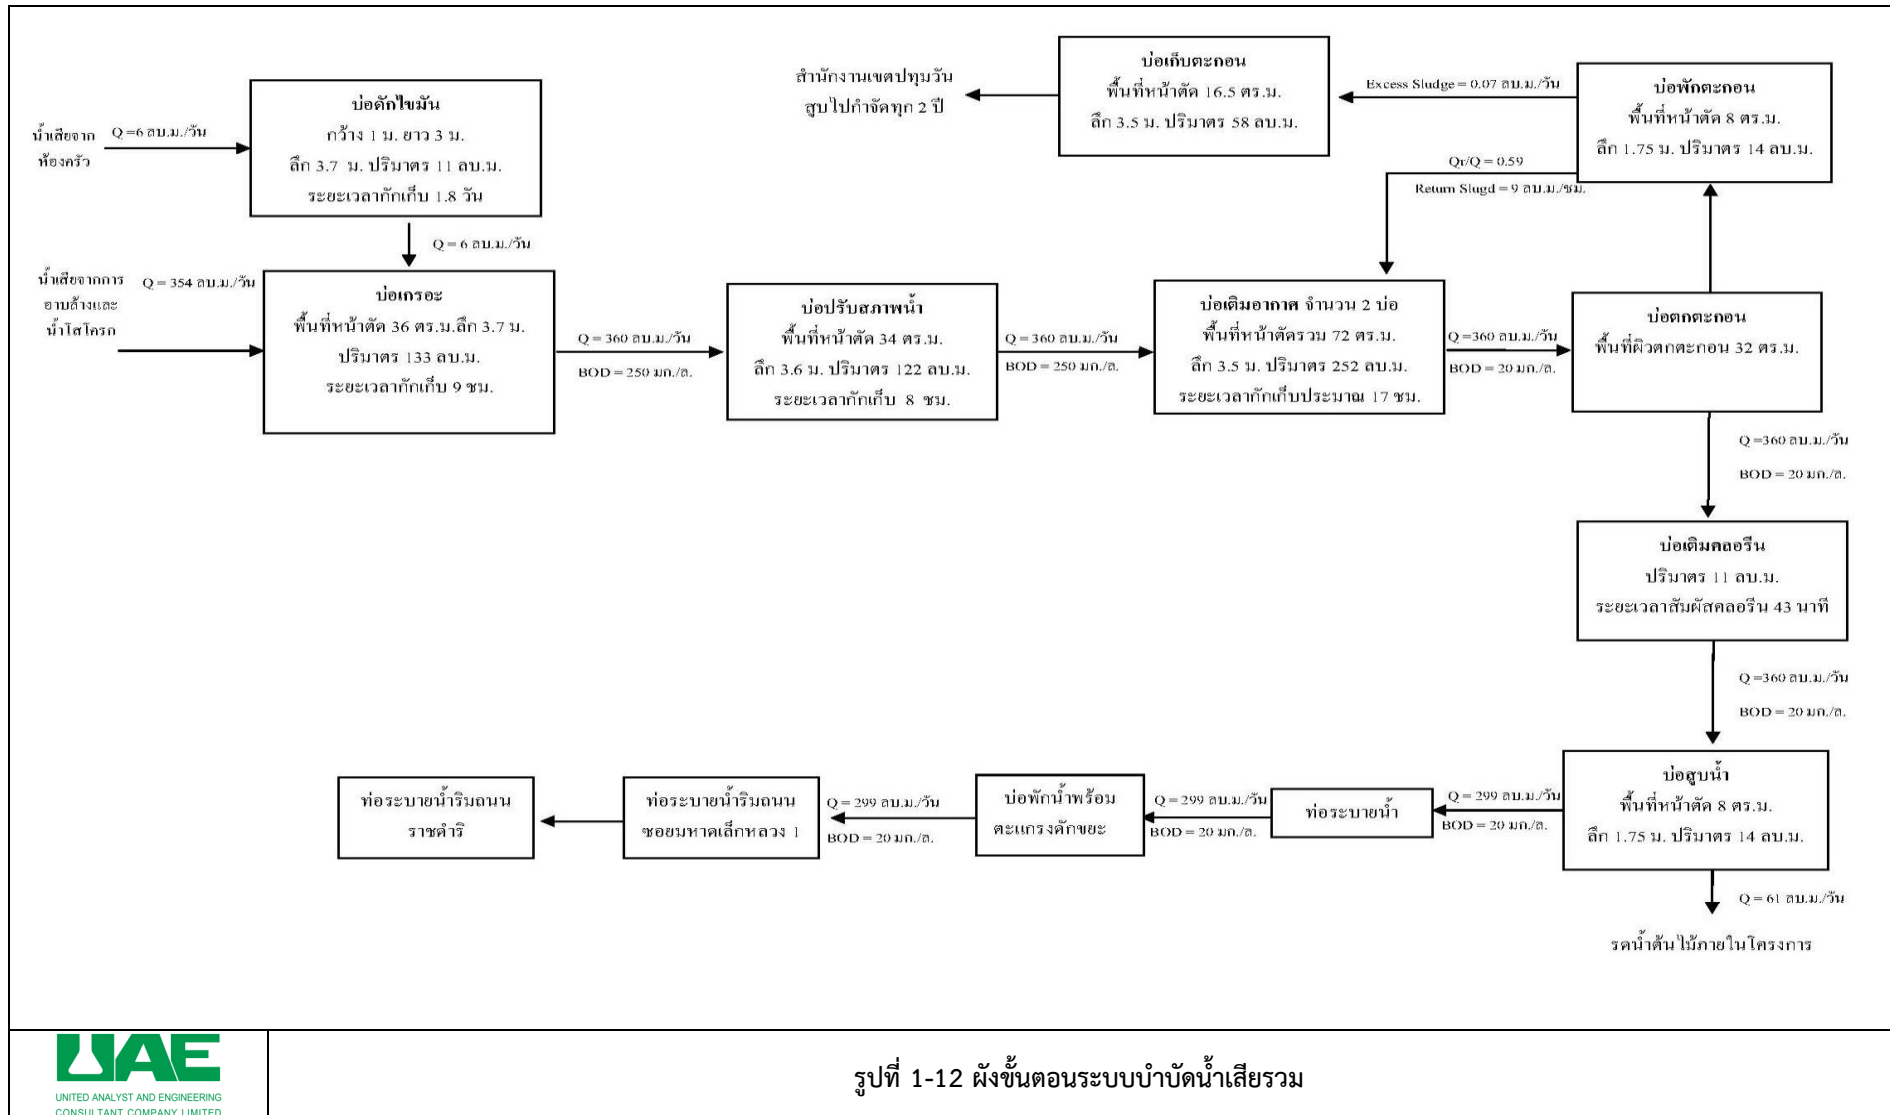 น้ำเสียจาก
ห้องครัว
Q =6 ลบ.ม./วัน
บ่อดักไขมัน
กว้าง 1 ม. ยาว 3 ม.
ลึก 3.7 ม. ปริมาตร 11 ลบ.ม.
ระยะเวลากักเก็บ 1.8 วัน
Q = 6 ลบ.ม./วัน
น้ำเสียจากการ
อาบล้างและ
น้ำโสโครก
Q = 354 ลบ.ม./วัน
บ่อเกรอะ
พื้นที่หน้าตัด 36 ตร.ม.ลึก 3.7 ม.
ปริมาตร 133 ลบ.ม.
ระยะเวลากักเก็บ 9 ชม.
Q = 360 ลบ.ม./วัน
BOD = 250 มก./ล.
บ่อปรับสภาพน้ำ
พื้นที่หน้าตัด 34 ตร.ม.
ลึก 3.6 ม. ปริมาตร 122 ลบ.ม.
ระยะเวลากักเก็บ 8 ชม.
Q = 360 ลบ.ม./วัน
BOD = 250 มก./ล.
บ่อเติมอากาศ จำนวน 2 บ่อ
พื้นที่หน้าตัดรวม 72 ตร.ม.
ลึก 3.5 ม. ปริมาตร 252 ลบ.ม.
ระยะเวลากักเก็บประมาณ 17 ชม.
Q =360 ลบ.ม./วัน
BOD = 20 มก./ล.
บ่อตกตะกอน
พื้นที่ผิวตกตะกอน 32 ตร.ม.
บ่อพักตะกอน
พื้นที่หน้าตัด 8 ตร.ม.
ลึก 1.75 ม. ปริมาตร 14 ลบ.ม.
Excess Sludge = 0.07 ลบ.ม./วัน
Qr/Q = 0.59
Return Slugd = 9 ลบ.ม./ชม.
บ่อเก็บตะกอน
พื้นที่หน้าตัด 16.5 ตร.ม.
ลึก 3.5 ม. ปริมาตร 58 ลบ.ม.
สำนักงานเขตปทุมวัน
สูบไปกำจัดทุก 2 ปี
Q =360 ลบ.ม./วัน
BOD = 20 มก./ล.
บ่อเติมคลอรีน
ปริมาตร 11 ลบ.ม.
ระยะเวลาสัมผัสคลอรีน 43 นาที
Q =360 ลบ.ม./วัน
BOD = 20 มก./ล.
บ่อสูบน้ำ
พื้นที่หน้าตัด 8 ตร.ม.
ลึก 1.75 ม. ปริมาตร 14 ลบ.ม.
Q = 61 ลบ.ม./วัน
รดน้ำต้นไม้ภายในโครงการ
Q = 299 ลบ.ม./วัน
BOD = 20 มก./ล.
ท่อระบายน้ำ
Q = 299 ลบ.ม./วัน
BOD = 20 มก./ล.
บ่อพักน้ำพร้อม
ตะแกรงดักขยะ
Q = 299 ลบ.ม./วัน
BOD = 20 มก./ล.
ท่อระบายน้ำริมถนน
ซอยมหาดเล็กหลวง 1
ท่อระบายน้ำริมถนน
ราชดำริ
UAE
UNITED ANALYST AND ENGINEERING
CONSULTANT COMPANY LIMITED
รูปที่ 1-12 ผังขั้นตอนระบบบำบัดน้ำเสียรวม